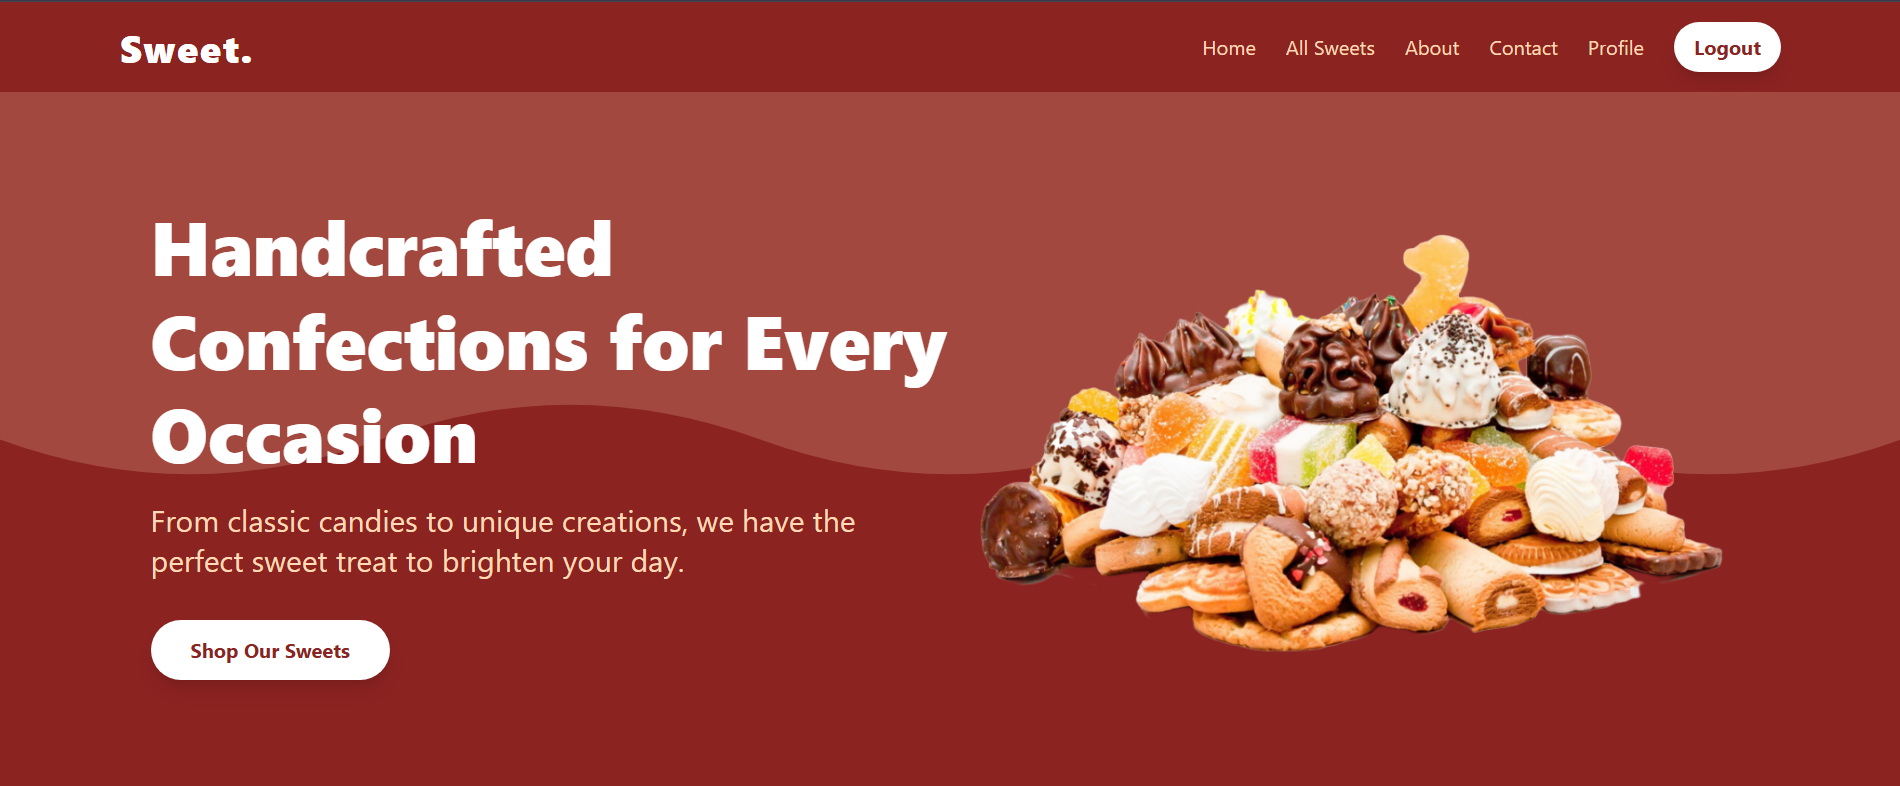 Sweet.
Home
All Sweets
About
Contact
Profile
Logout
Handcrafted
Confections for Every
Occasion
From classic candies to unique creations, we have the
perfect sweet treat to brighten your day.
Shop Our Sweets